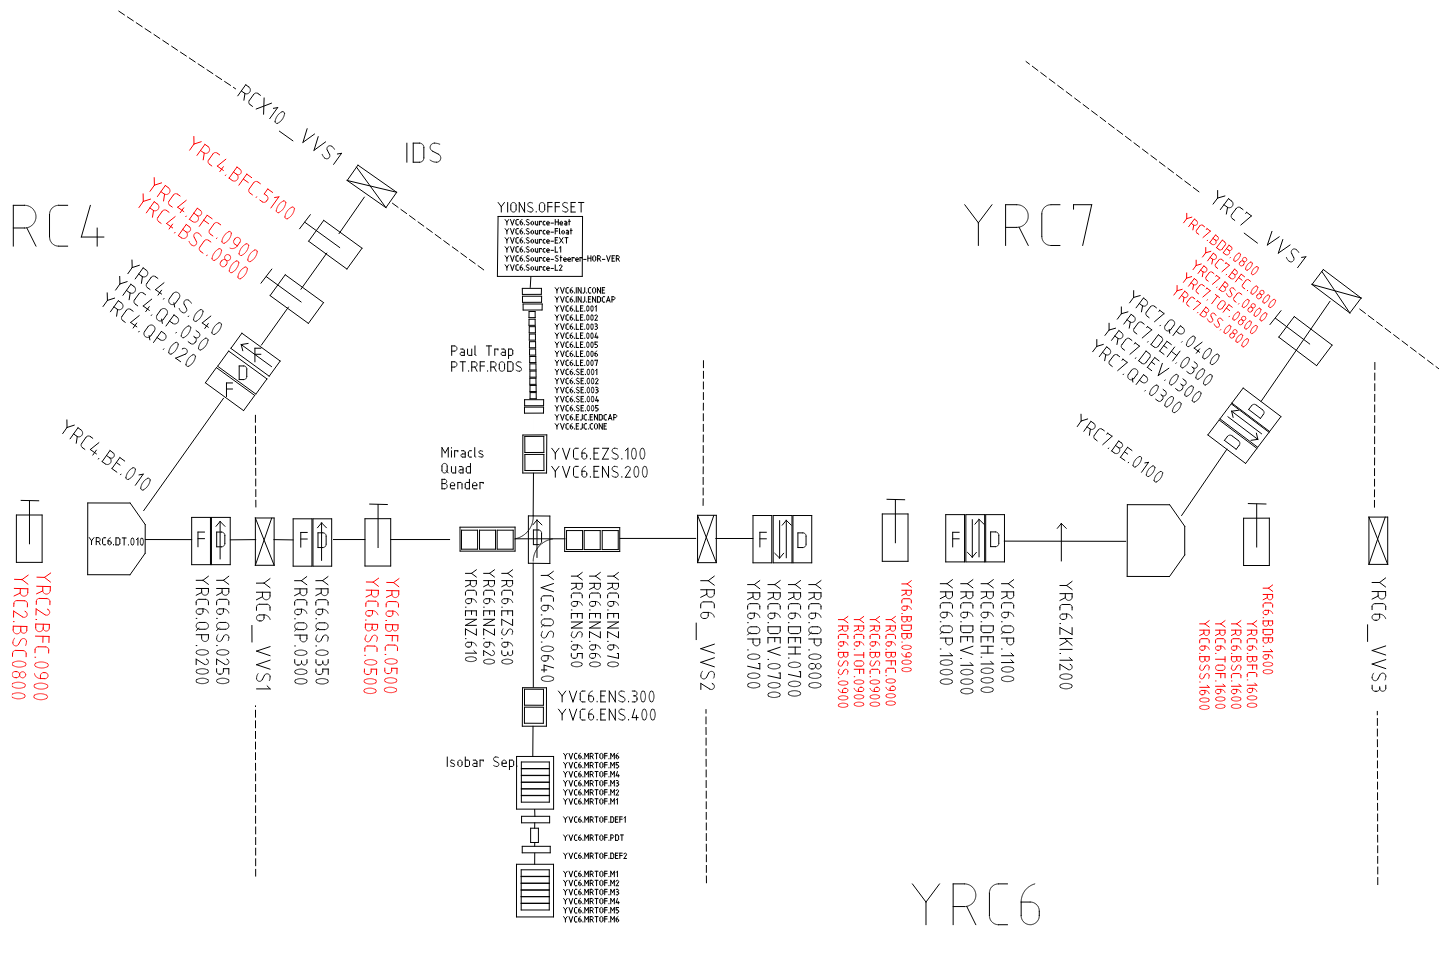 RC4
RCX10__VVS1
IDS
YRC4.BFC.5100
YRC4.BFC.0900
YRC4.BSC.0800
YRC4.QS.040
YRC4.QP.030
YRC4.QP.020
F
D
F
YRC4.BE.010
YRC6.DT.010
YRC2.BFC.0900
YRC2.BSC0800
F
D
YRC6.QS.0250
YRC6.QP.0200
YRC6__VVS1
F
D
YRC6.QS.0350
YRC6.QP.0300
YRC6.BFC.0500
YRC6.BSC.0500
YIONS.OFFSET
YVC6.Source-Heat
YVC6.Source-Float
YVC6.Source-EXT
YVC6.Source-L1
YVC6.Source-Steerer-HOR-VER
YVC6.Source-L2
YVC6.INJ.CONE
YVC6.INJ.ENDCAP
YVC6.LE.001
YVC6.LE.002
YVC6.LE.003
YVC6.LE.004
YVC6.LE.005
YVC6.LE.006
YVC6.LE.007
YVC6.SE.001
YVC6.SE.002
YVC6.SE.003
YVC6.SE.004
YVC6.SE.005
YVC6.EJC.ENDCAP
YVC6.EJC.CONE
Paul Trap
PT.RF.RODS
Miracls
Quad
Bender
YVC6.EZS.100
YVC6.ENS.200
D
YRC6.EZS.630
YRC6.ENZ.620
YRC6.ENZ.610
YVC6.QS.0640
YRC6.ENZ.670
YRC6.ENZ.660
YRC6.ENS.650
YVC6.ENS.300
YVC6.ENS.400
Isobar Sep
YVC6.MRTOF.M6
YVC6.MRTOF.M5
YVC6.MRTOF.M4
YVC6.MRTOF.M3
YVC6.MRTOF.M2
YVC6.MRTOF.M1
YVC6.MRTOF.DEF1
YVC6.MRTOF.PDT
YVC6.MRTOF.DEF2
YVC6.MRTOF.M1
YVC6.MRTOF.M2
YVC6.MRTOF.M3
YVC6.MRTOF.M4
YVC6.MRTOF.M5
YVC6.MRTOF.M6
YRC6__VVS2
F
D
YRC6.QP.0800
YRC6.DEH.0700
YRC6.DEV.0700
YRC6.QP.0700
YRC6.BDB.0900
YRC6.BFC.0900
YRC6.BSC.0900
YRC6.TOF.0900
YRC6.BSS.0900
F
D
YRC6.QP.1100
YRC6.DEH.1000
YRC6.DEV.1000
YRC6.QP.1000
YRC6.ZKI.1200
YRC7
YRC7__VVS1
YRC7.BDB.0800
YRC7.BFC.0800
YRC7.BSC.0800
YRC7.TOF.0800
YRC7.BSS.0800
YRC7.QP.0400
YRC7.DEH.0300
YRC7.DEV.0300
YRC7.QP.0300
D
D
YRC7.BE.0100
YRC6.BDB.1600
YRC6.BFC.1600
YRC6.BSC.1600
YRC6.TOF.1600
YRC6.BSS.1600
YRC6__VVS3
YRC6